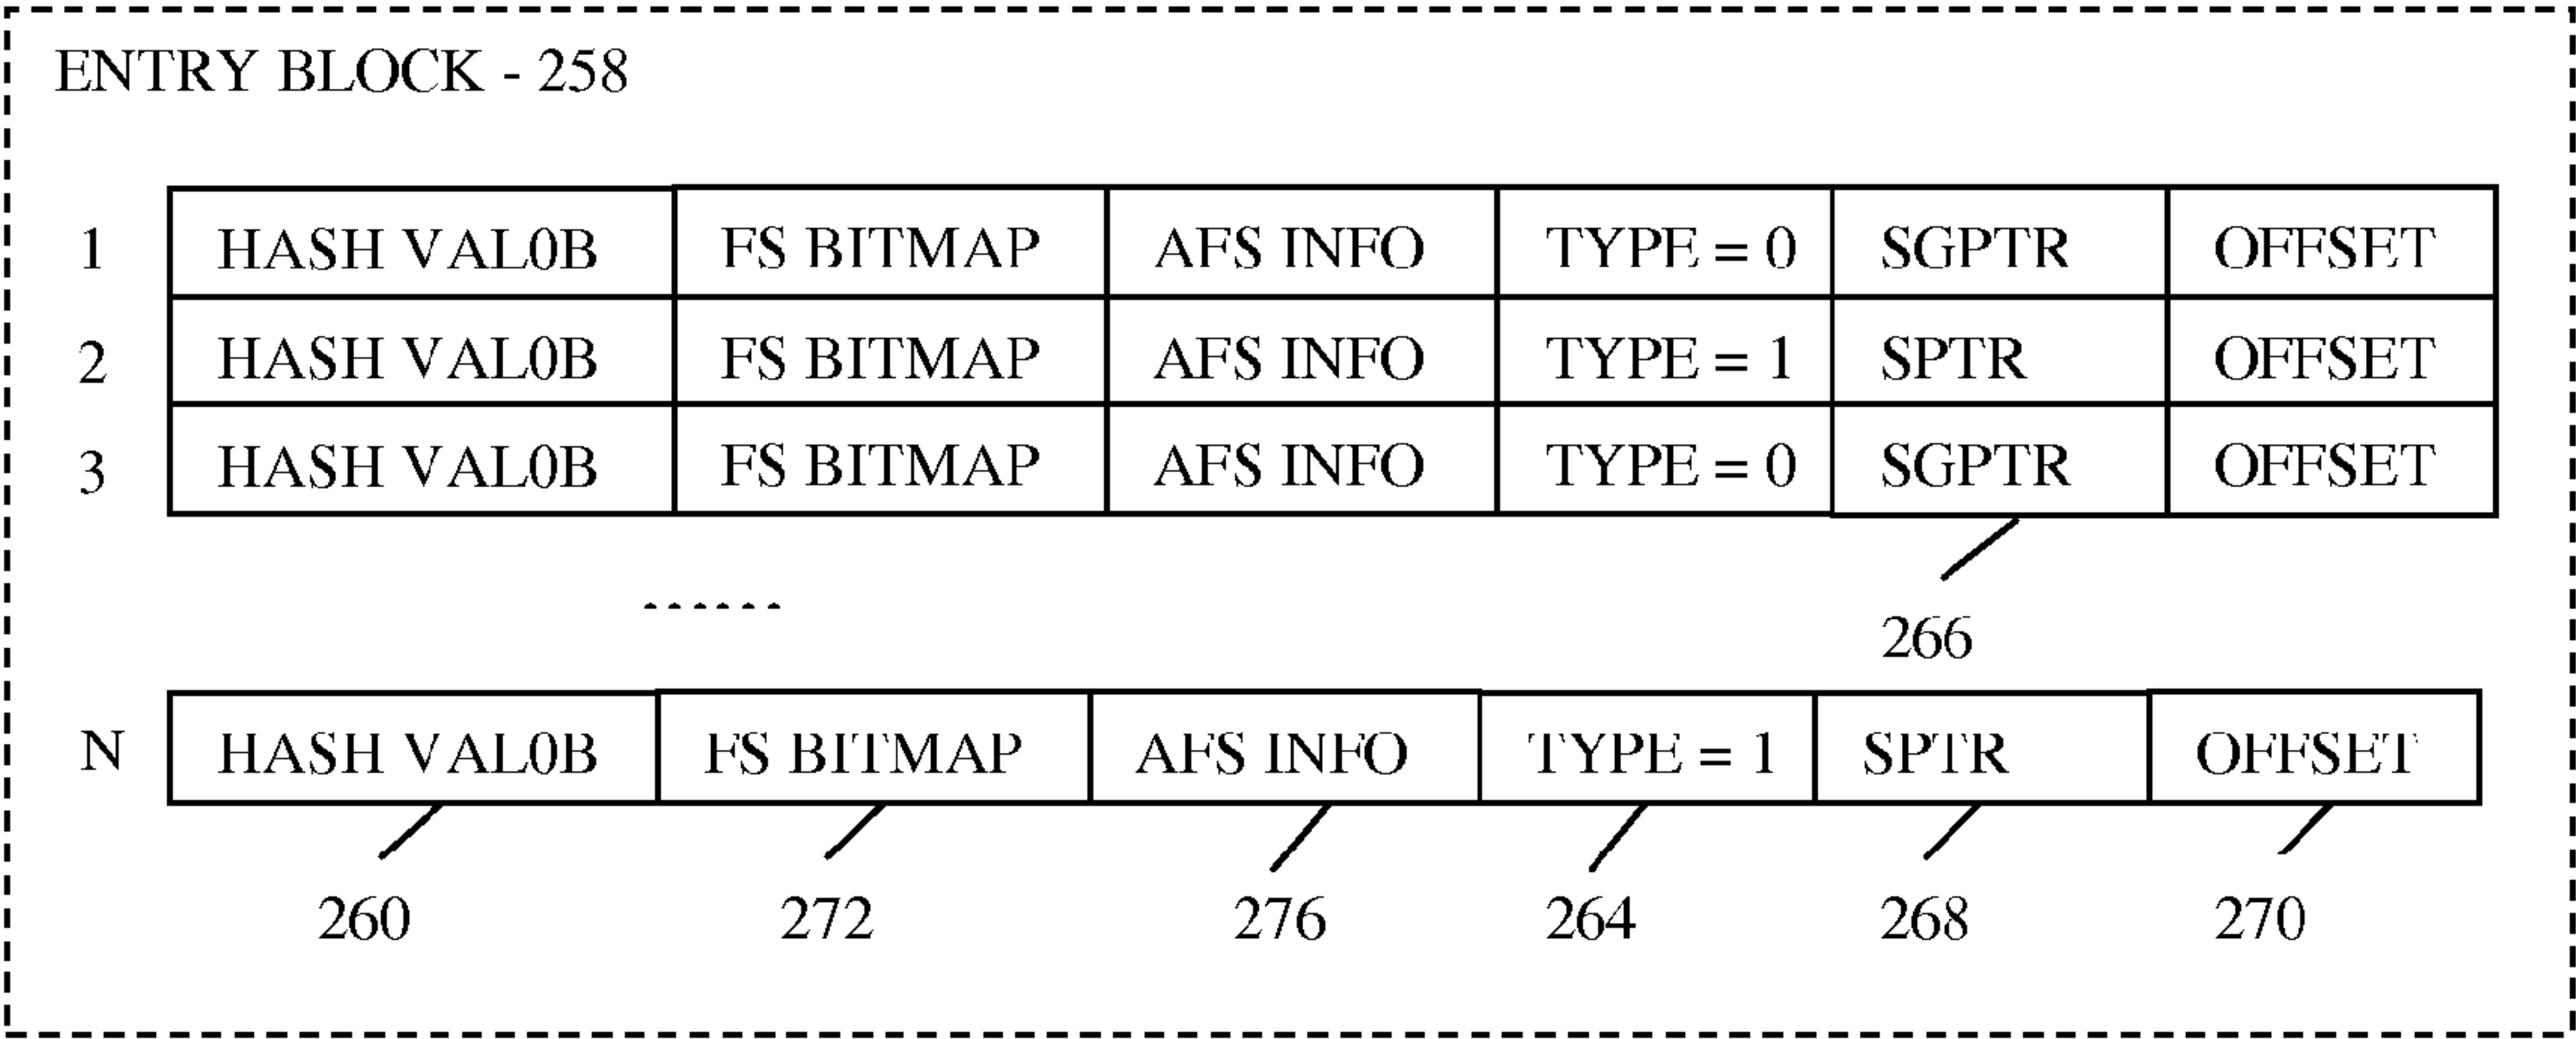 ENTRY BLOCK - 258
1 HASH VAL0B FS BITMAP AFS INFO TYPE = 0 SGPTR OFFSET
2 HASH VAL0B FS BITMAP AFS INFO TYPE = 1 SPTR OFFSET
3 HASH VAL0B FS BITMAP AFS INFO TYPE = 0 SGPTR OFFSET
......
266
N HASH VAL0B FS BITMAP AFS INFO TYPE = 1 SPTR OFFSET
260 272 276 264 268 270